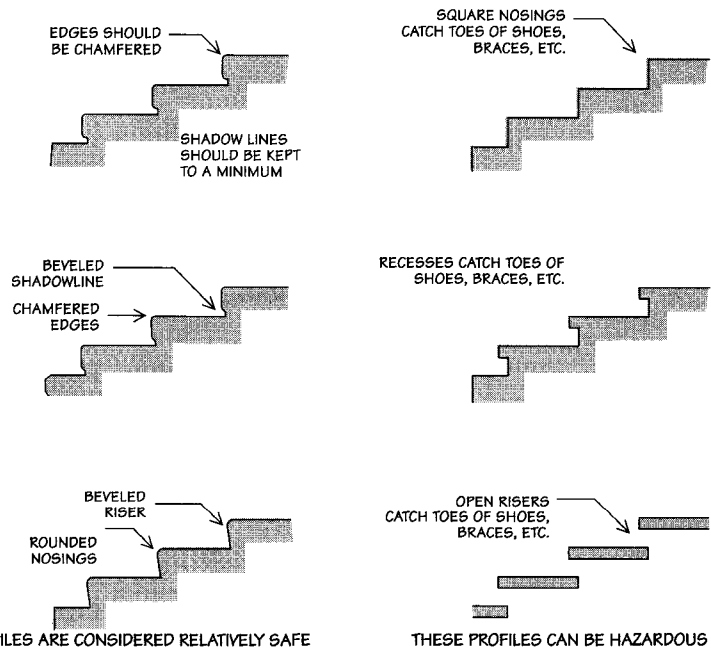 EDGES SHOULD
BE CHAMFERED
SHADOW LINES
SHOULD BE KEPT
TO A MINIMUM
SQUARE NOSINGS
CATCH TOES OF SHOES,
BRACES, ETC.
BEVELED
SHADOWLINE
CHAMFERED
EDGES
RECESSES CATCH TOES OF
SHOES, BRACES, ETC.
BEVELED
RISER
ROUNDED
NOSINGS
OPEN RISERS
CATCH TOES OF SHOES,
BRACES, ETC.
ILES ARE CONSIDERED RELATIVELY SAFE
THESE PROFILES CAN BE HAZARDOUS